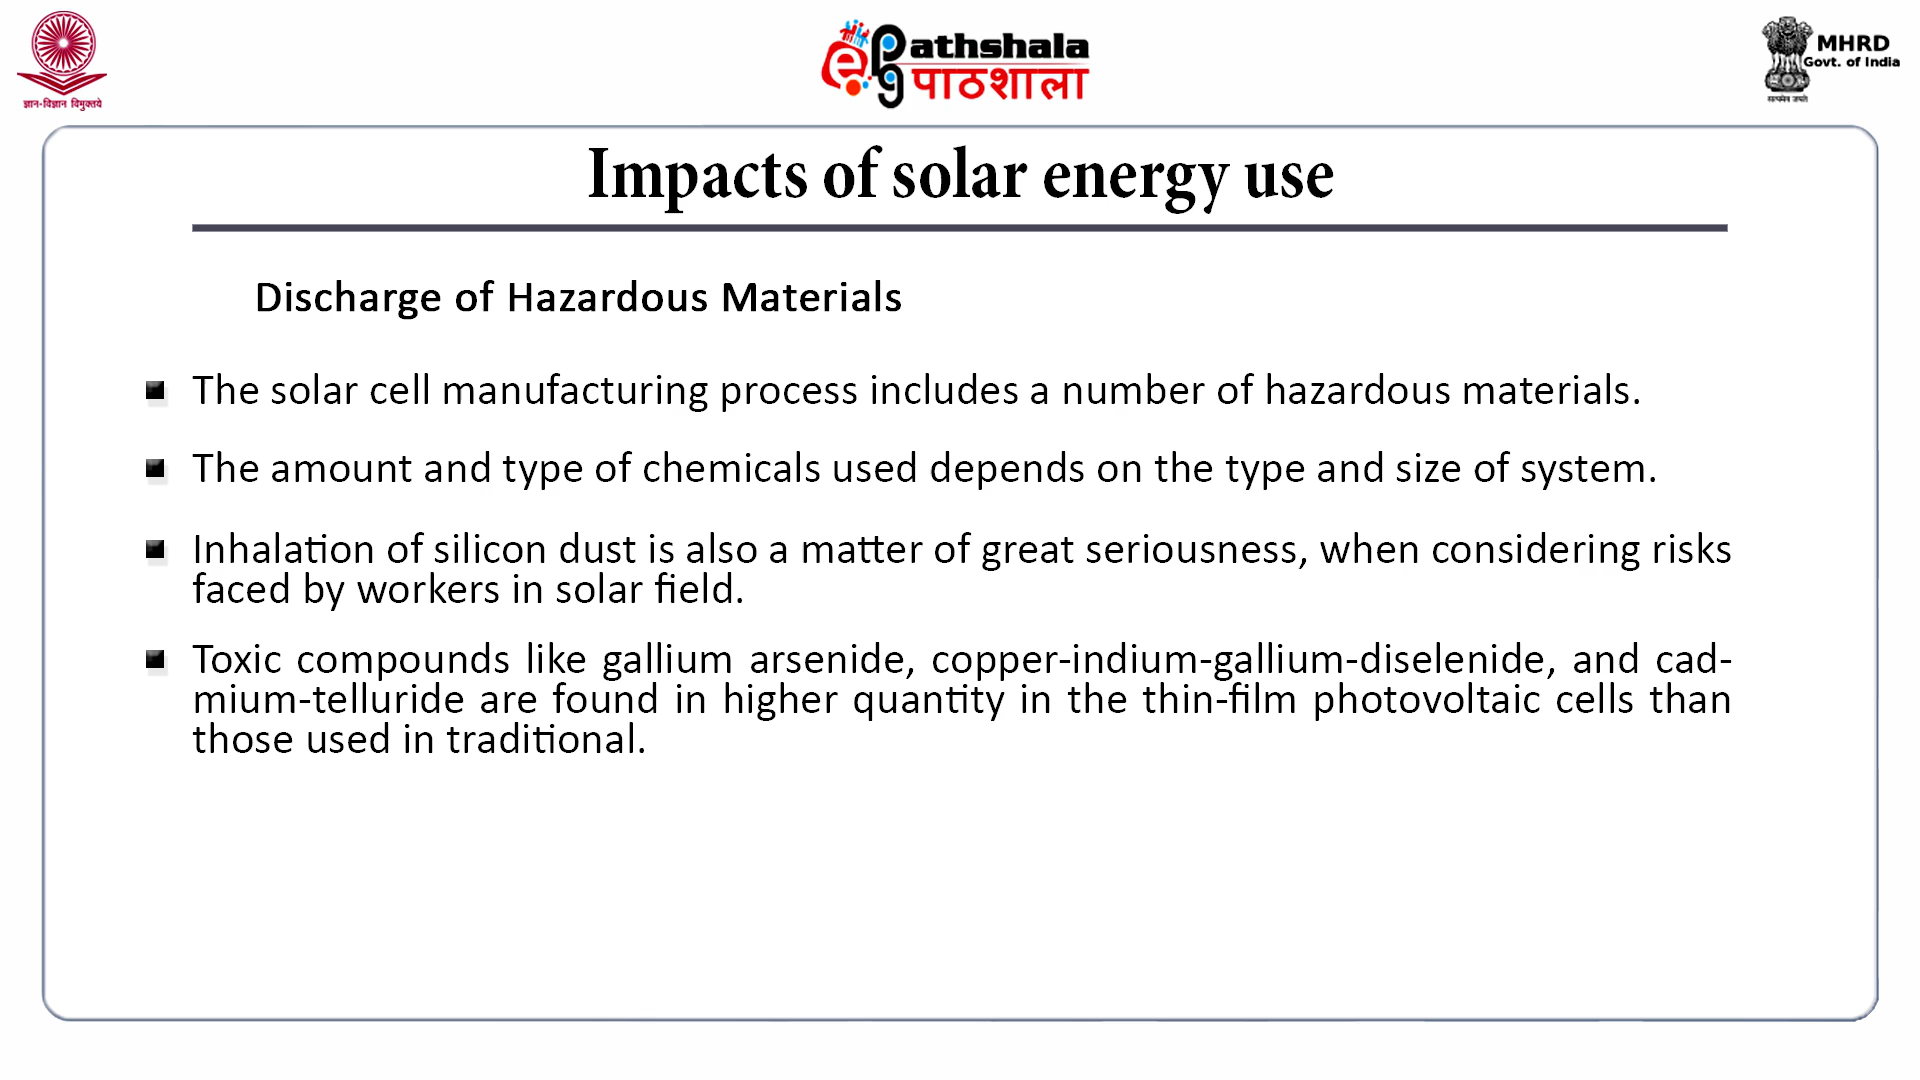 ज्ञान-विज्ञान विमुक्तये
e Pg athshala
पाठशाला
MHRD
Govt. of India
सत्यमेव जयते
Impacts of solar energy use
Discharge of Hazardous Materials
The solar cell manufacturing process includes a number of hazardous materials.
The amount and type of chemicals used depends on the type and size of system.
Inhalation of silicon dust is also a matter of great seriousness, when considering risks
faced by workers in solar field.
Toxic compounds like gallium arsenide, copper-indium-gallium-diselenide, and cad-
mium-telluride are found in higher quantity in the thin-film photovoltaic cells than
those used in traditional.